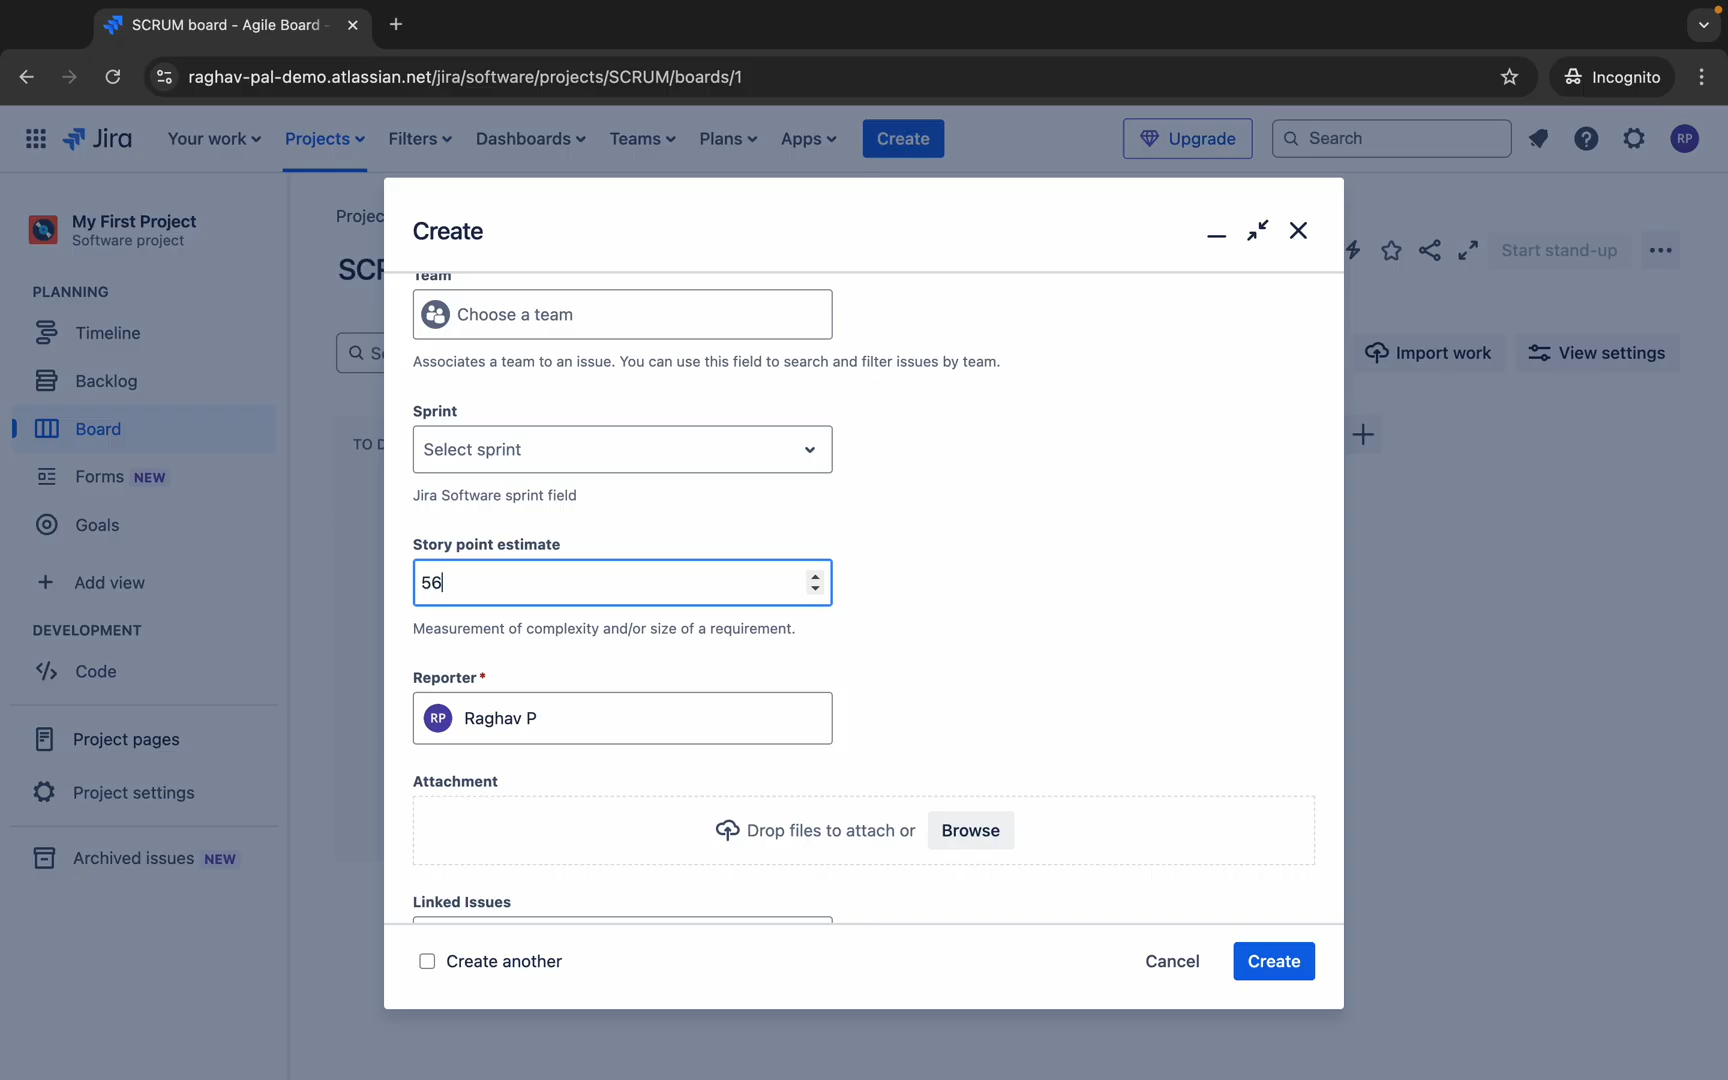 SCRUM board - Agile Board -
raghav-pal-demo.atlassian.net/jira/software/projects/SCRUM/boards/1
Incognito
Jira
Your work
Projects
Filters
Dashboards
Teams
Plans
Apps
Create
Upgrade
Search
RP
My First Project
Software project
PLANNING
Timeline
Backlog
Board
Forms NEW
Goals
Add view
DEVELOPMENT
Code
Project pages
Project settings
Archived issues NEW
Projec
SCR
Se
TO D
Start stand-up
Import work
View settings
Create
Team
Choose a team
Associates a team to an issue. You can use this field to search and filter issues by team.
Sprint
Select sprint
Jira Software sprint field
Story point estimate
56
Measurement of complexity and/or size of a requirement.
Reporter *
RP Raghav P
Attachment
Drop files to attach or Browse
Linked Issues
Create another
Cancel
Create